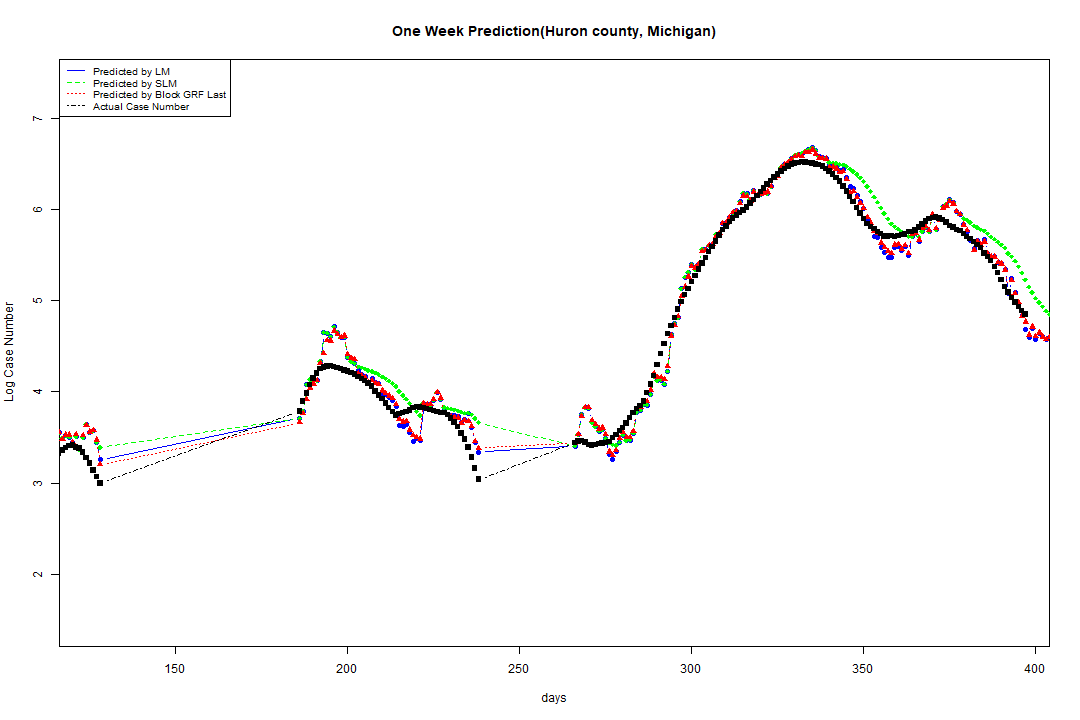 One Week Prediction(Huron county, Michigan)
Predicted by LM
Predicted by SLM
Predicted by Block GRF Last
Actual Case Number
Log Case Number
7
6
5
4
3
2
150 200 250 300 350 400
days